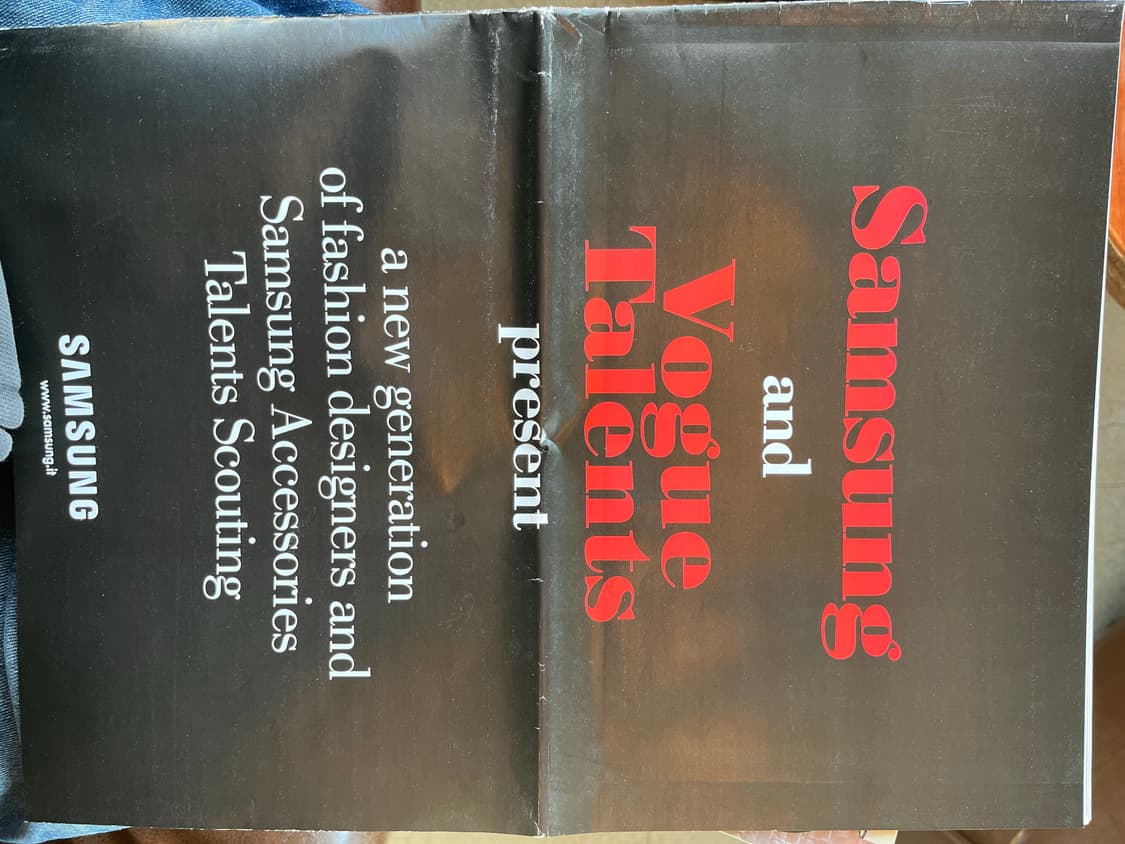 Samsung
and
Vogue
Talents
present
a new generation
of fashion designers and
Samsung Accessories
Talents Scouting
SAMSUNG
www.samsung.it